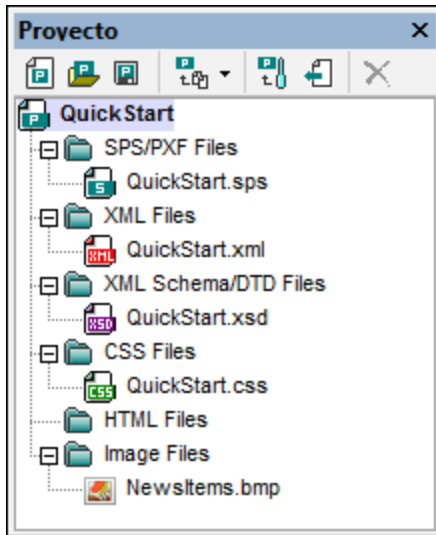 Proyecto
QuickStart
SPS/PXF Files
QuickStart.sps
XML Files
QuickStart.xml
XML Schema/DTD Files
QuickStart.xsd
CSS Files
QuickStart.css
HTML Files
Image Files
NewsItems.bmp